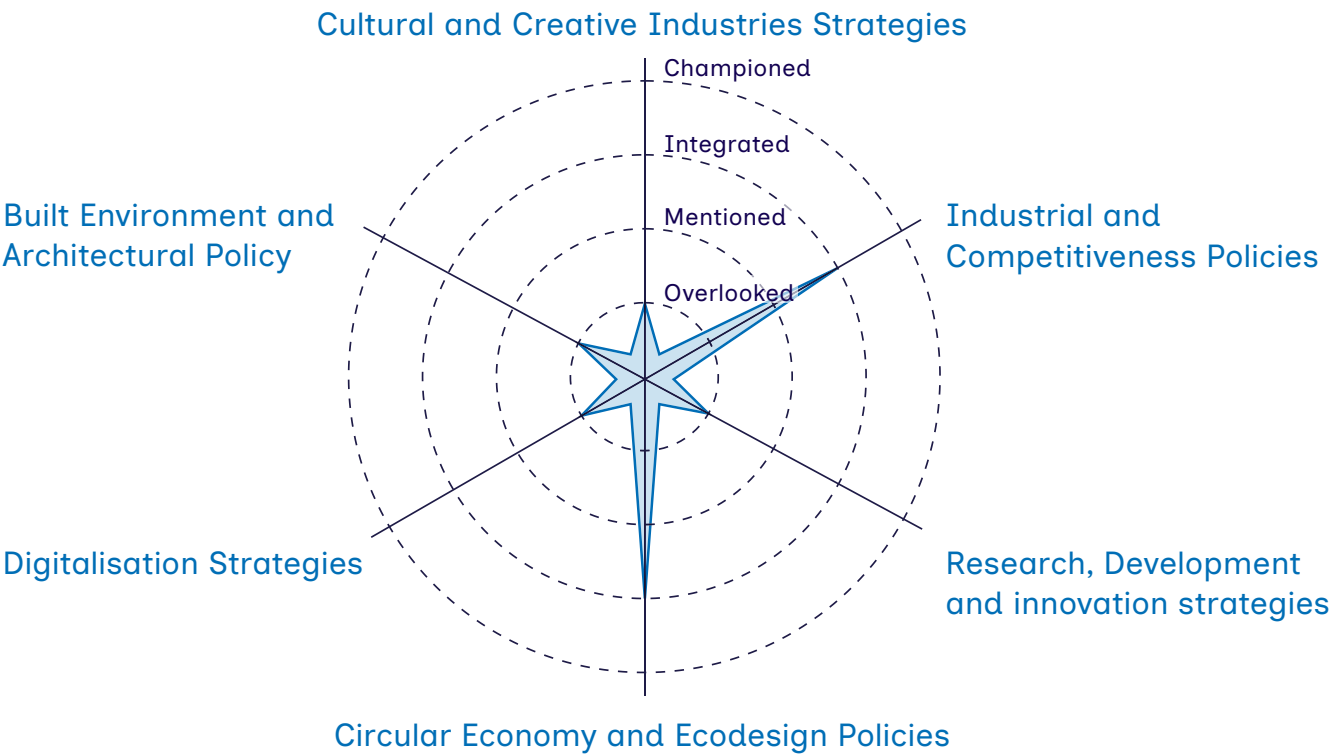 Cultural and Creative Industries Strategies
Championed
Integrated
Mentioned
Overlooked
Built Environment and
Architectural Policy
Industrial and
Competitiveness Policies
Digitalisation Strategies
Research, Development
and innovation strategies
Circular Economy and Ecodesign Policies